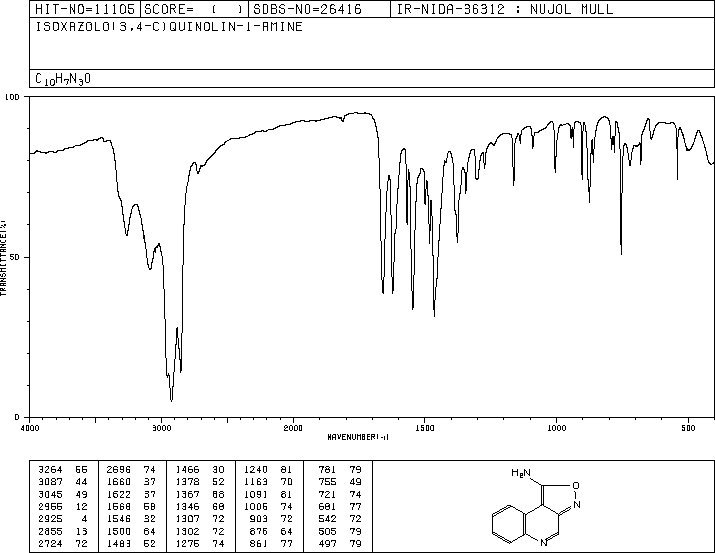 HIT-NO=11105 SCORE= ( ) SDBS-NO=26416 IR-NIDA-36312 : NUJOL MULL
ISOXAZOLO(3,4-C)QUINOLIN-1-AMINE
C10H7N3O
100
50
0
TRANSMITTANCE(%)
4000 3000 2000 1500 1000 500
WAVENUMBER(-1)
3264 55 2696 74 1466 30 1240 81 781 79
3087 44 1660 37 1378 52 1163 70 755 49
3045 49 1622 37 1367 68 1091 81 721 74
2955 12 1568 58 1346 68 1006 74 681 77
2925 4 1546 32 1307 72 903 72 542 72
2855 13 1500 64 1302 72 876 64 505 79
2724 72 1483 52 1275 74 861 77 497 79
H2N
O
N
N